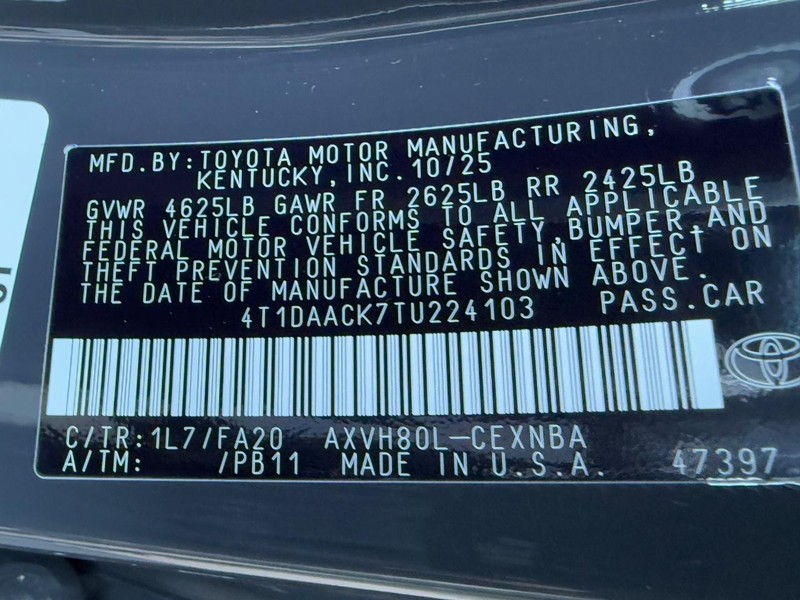 MFD.BY:TOYOTA MOTOR MANUFACTURING,
KENTUCKY,INC.10/25
GVWR 4625LB GAWR FR 2625LB RR 2425LB
THIS VEHICLE CONFORMS TO ALL APPLICABLE
FEDERAL MOTOR VEHICLE SAFETY,BUMPER,AND
THEFT PREVENTION STANDARDS IN EFFECT ON
THE DATE OF MANUFACTURE SHOWN ABOVE.
4T1DAACK7TU224103 PASS.CAR
C/TR:1L7/FA20 AXVH80L-CEXNBA
A/TM: /PB11 MADE IN U.S.A. 47397